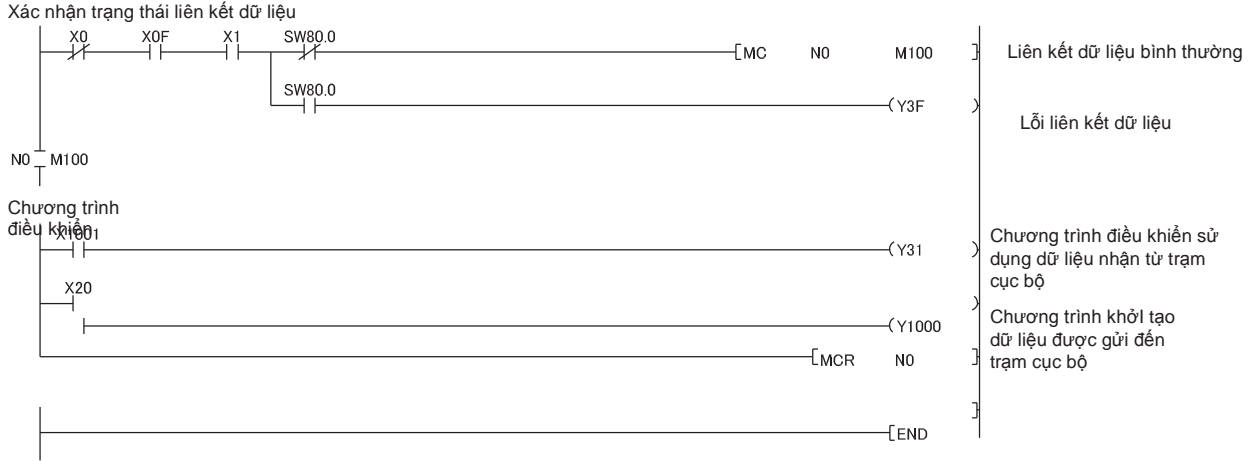 Xác nhận trạng thái liên kết dữ liệu
X0 X0F X1 SW80.0
MC N0 M100
Liên kết dữ liệu bình thường
SW80.0
Y3F
Lỗi liên kết dữ liệu
N0 M100
Chương trình
điều khiển
X1001
Y31
Chương trình điều khiển sử
dụng dữ liệu nhận từ trạm
cục bộ
X20
Y1000
Chương trình khởI tạo
dữ liệu được gửi đến
trạm cục bộ
MCR N0
END